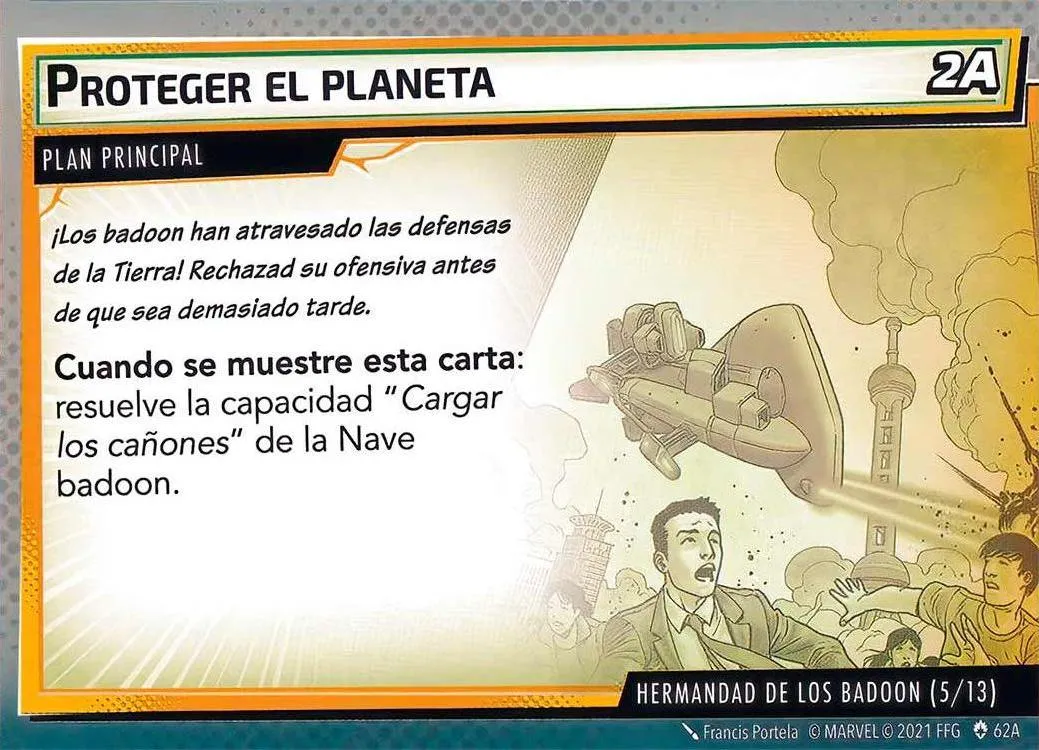 PROTEGER EL PLANETA
2A
PLAN PRINCIPAL
¡Los badoon han atravesado las defensas
de la Tierra! Rechazad su ofensiva antes
de que sea demasiado tarde.
Cuando se muestre esta carta:
resuelve la capacidad "Cargar
los cañones" de la Nave
badoon.
HERMANDAD DE LOS BADOON (5/13)
Francis Portela © MARVEL © 2021 FFG 62A